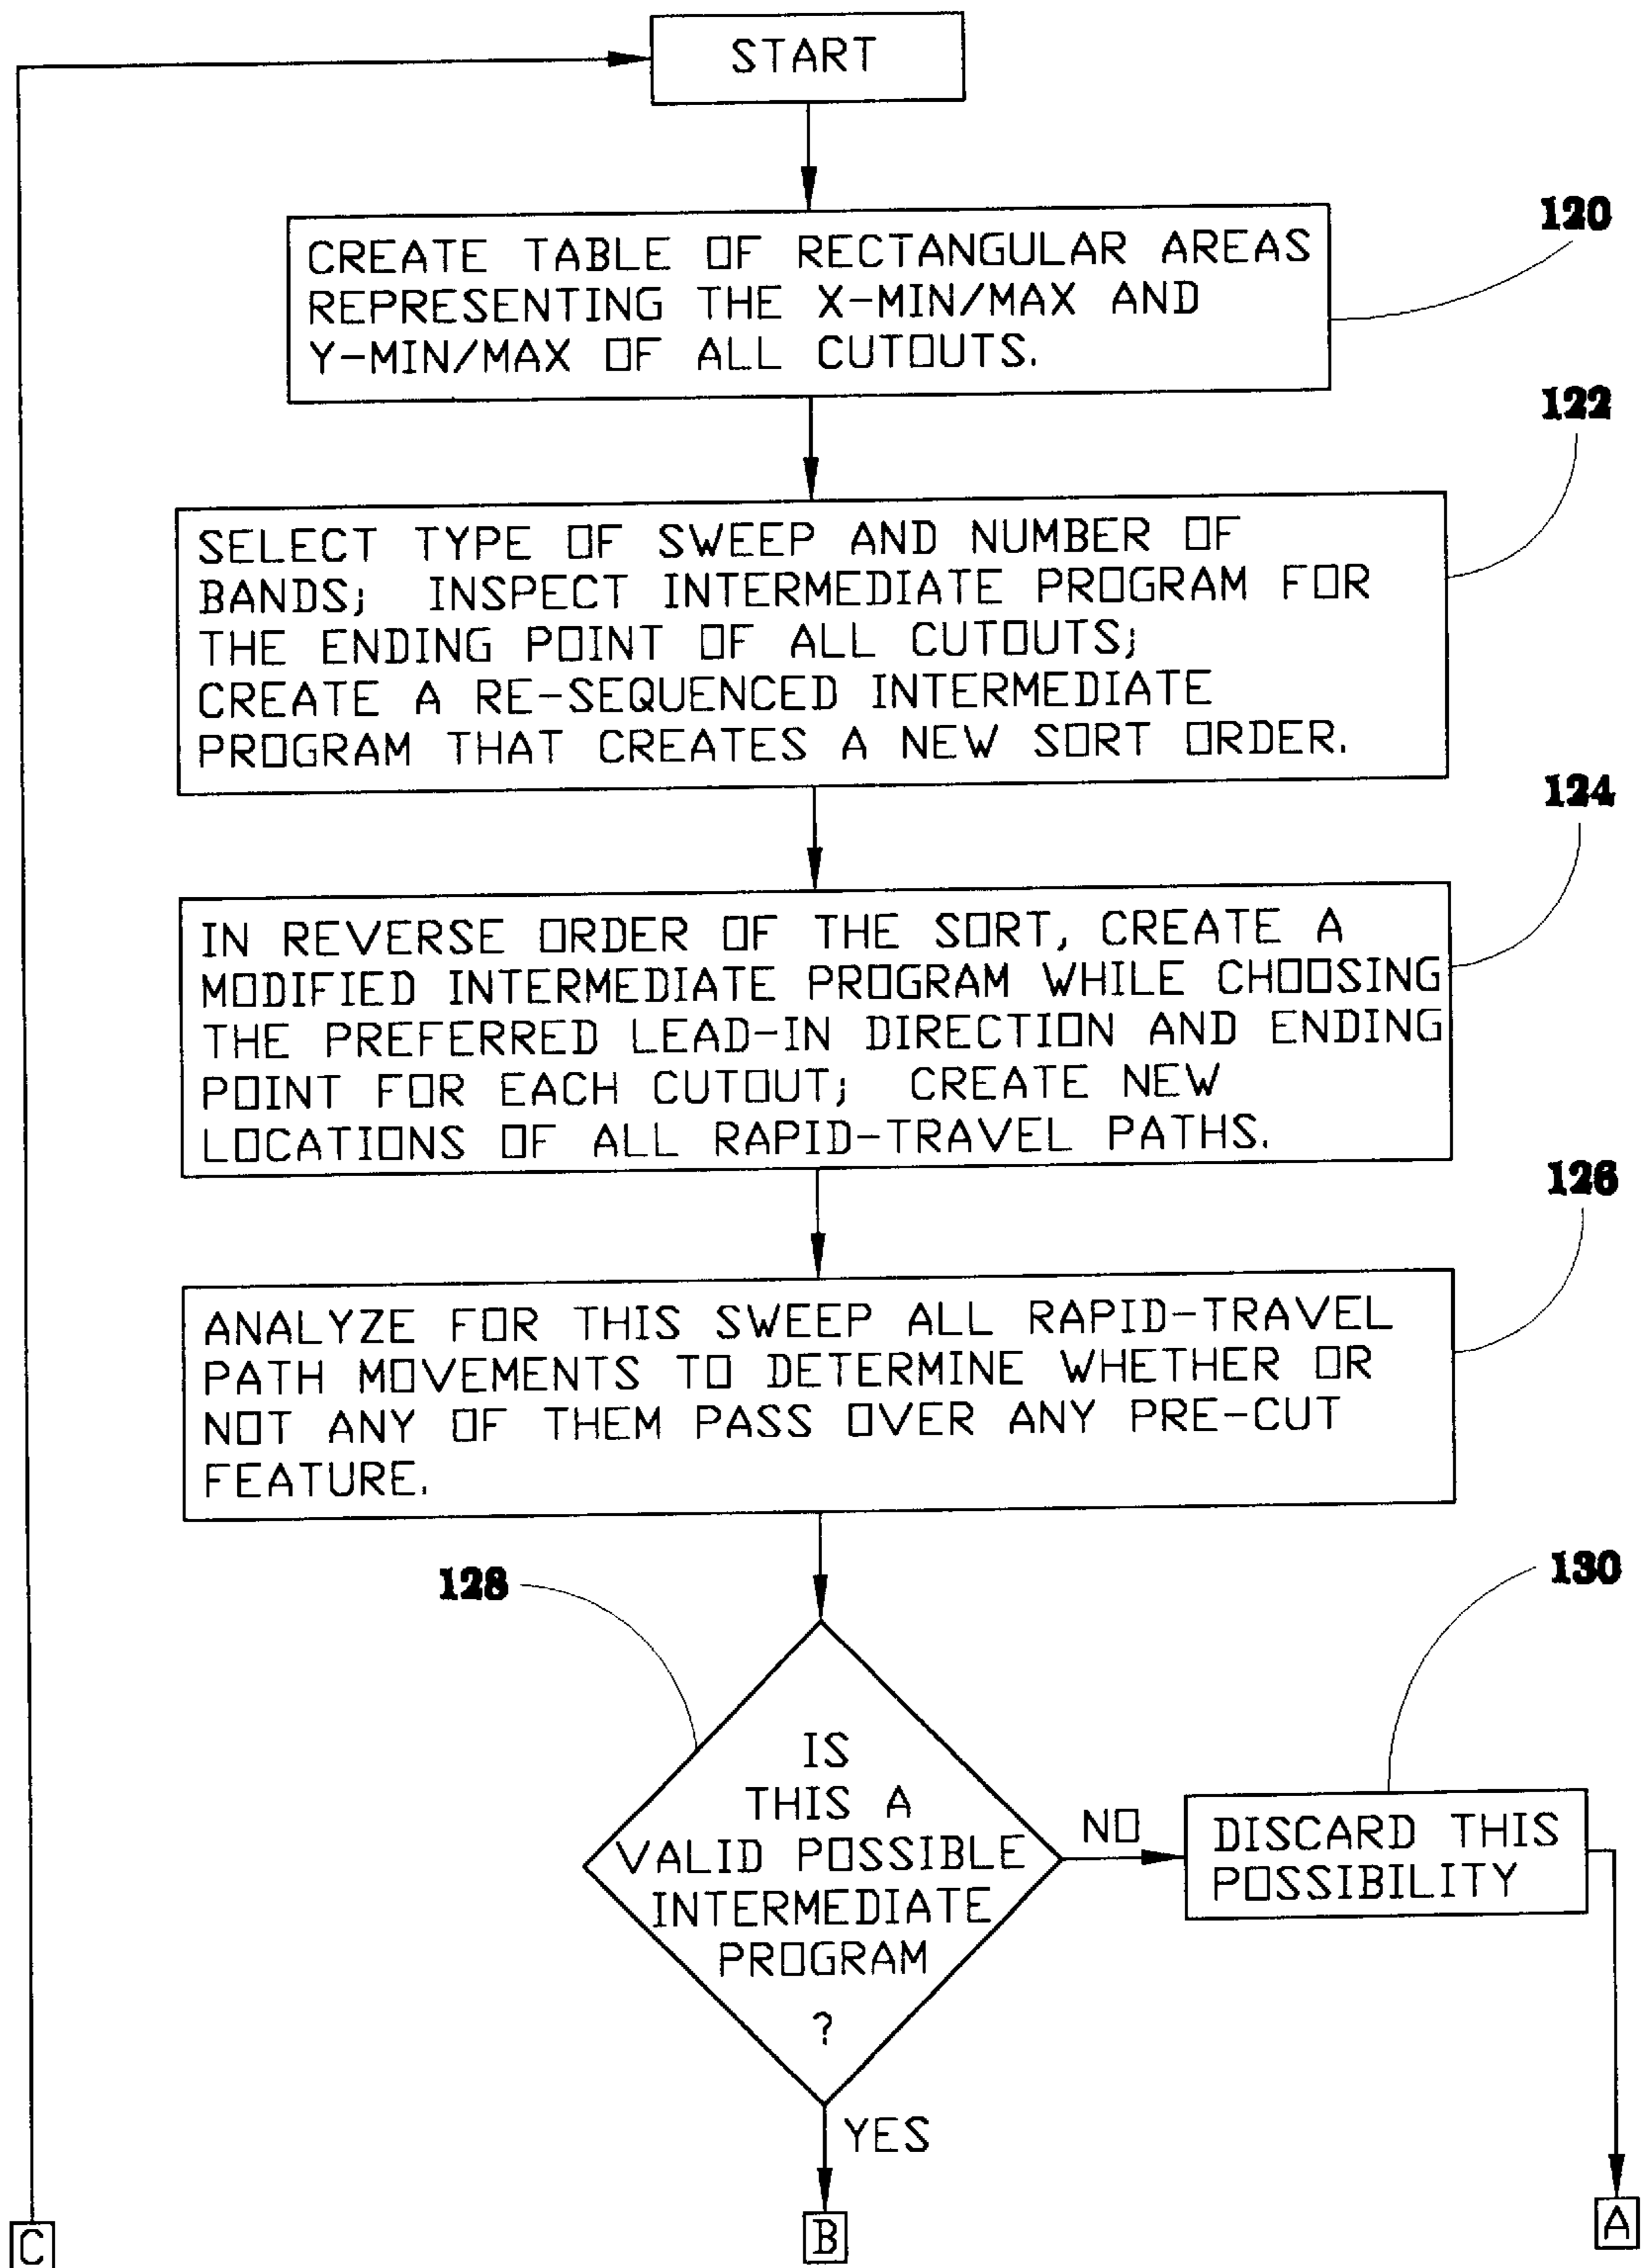 START
120
CREATE TABLE OF RECTANGULAR AREAS
REPRESENTING THE X-MIN/MAX AND
Y-MIN/MAX OF ALL CUTOUTS.
122
SELECT TYPE OF SWEEP AND NUMBER OF
BANDS; INSPECT INTERMEDIATE PROGRAM FOR
THE ENDING POINT OF ALL CUTOUTS;
CREATE A RE-SEQUENCED INTERMEDIATE
PROGRAM THAT CREATES A NEW SORT ORDER.
124
IN REVERSE ORDER OF THE SORT, CREATE A
MODIFIED INTERMEDIATE PROGRAM WHILE CHOOSING
THE PREFERRED LEAD-IN DIRECTION AND ENDING
POINT FOR EACH CUTOUT; CREATE NEW
LOCATIONS OF ALL RAPID-TRAVEL PATHS.
126
ANALYZE FOR THIS SWEEP ALL RAPID-TRAVEL
PATH MOVEMENTS TO DETERMINE WHETHER OR
NOT ANY OF THEM PASS OVER ANY PRE-CUT
FEATURE.
128
IS
THIS A
VALID POSSIBLE
INTERMEDIATE
PROGRAM
?
NO
130
DISCARD THIS
POSSIBILITY
YES
C
B
A